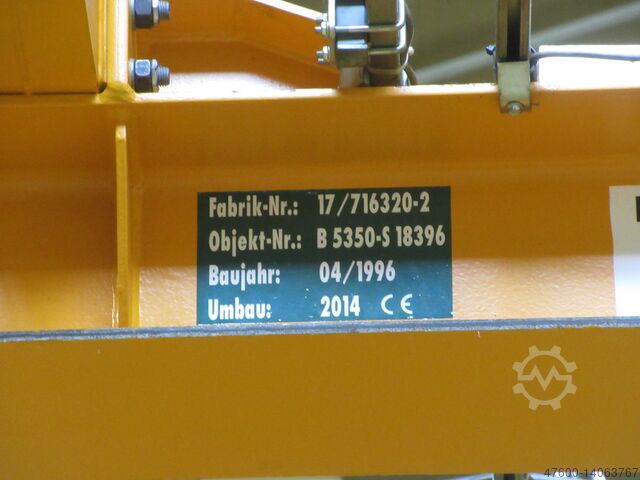 Fabrik-Nr.: 17/716320-2
Objekt-Nr.: B 5350-S 18396
Baujahr: 04/1996
Umbau: 2014 CE
47600-14063767